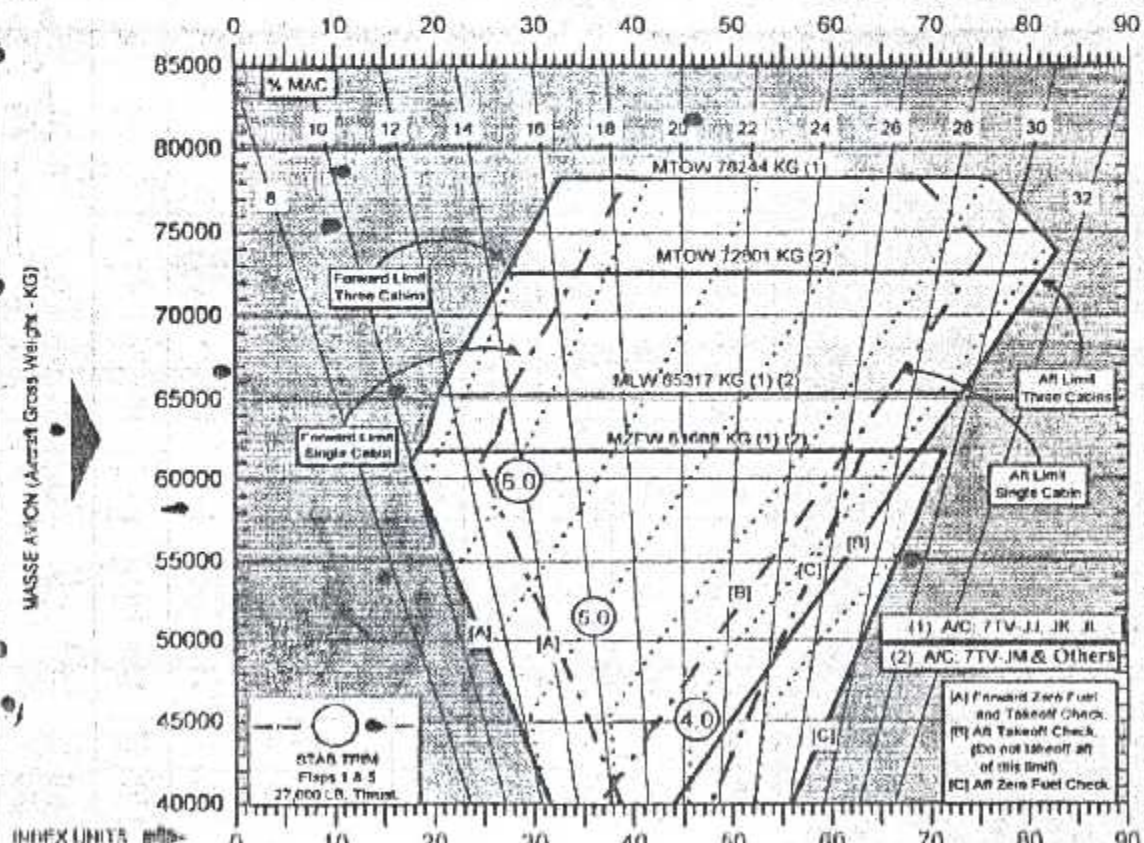 0 10 20 30 40 50 60 70 80 90
85000
% MAC
10 12 14 16 18 20 22 24 26 28 30
80000
MTOW 78244 KG (1)
8
32
75000
MTOW 72601 KG (2)
Forward Limit
Three Cabins
70000
MLW 65317 KG (1) (2)
Aft Limit
Three Cabins
65000
Forward Limit
Single Cabin
MZFW 61688 KG (1) (2)
60000
6.0
Aft Limit
Single Cabin
[B]
55000
[C]
[B]
5.0
(1) A/C: 7TV-JJ, JK, JL
50000
[A]
[A]
(2) A/C: 7TV-JM & Others
[A] Forward Zero Fuel
and Takeoff Check.
[B] Aft Takeoff Check.
(Do not takeoff aft
of this limit)
[C] Aft Zero Fuel Check.
45000
4.0
[C]
STAB TRIM
Flaps 1 & 5
27,000 LB. Thrust.
40000
MASSE AVION (Aircraft Gross Weight - KG)
INDEX UNITS
0 10 20 30 40 50 60 70 80 90